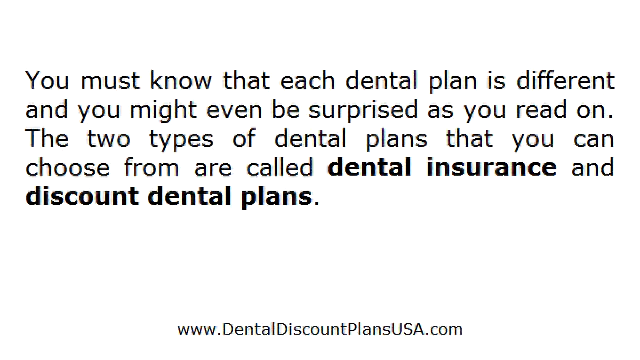 You must know that each dental plan is different
and you might even be surprised as you read on.
The two types of dental plans that you can
choose from are called dental insurance and
discount dental plans.
www.DentalDiscountPlansUSA.com